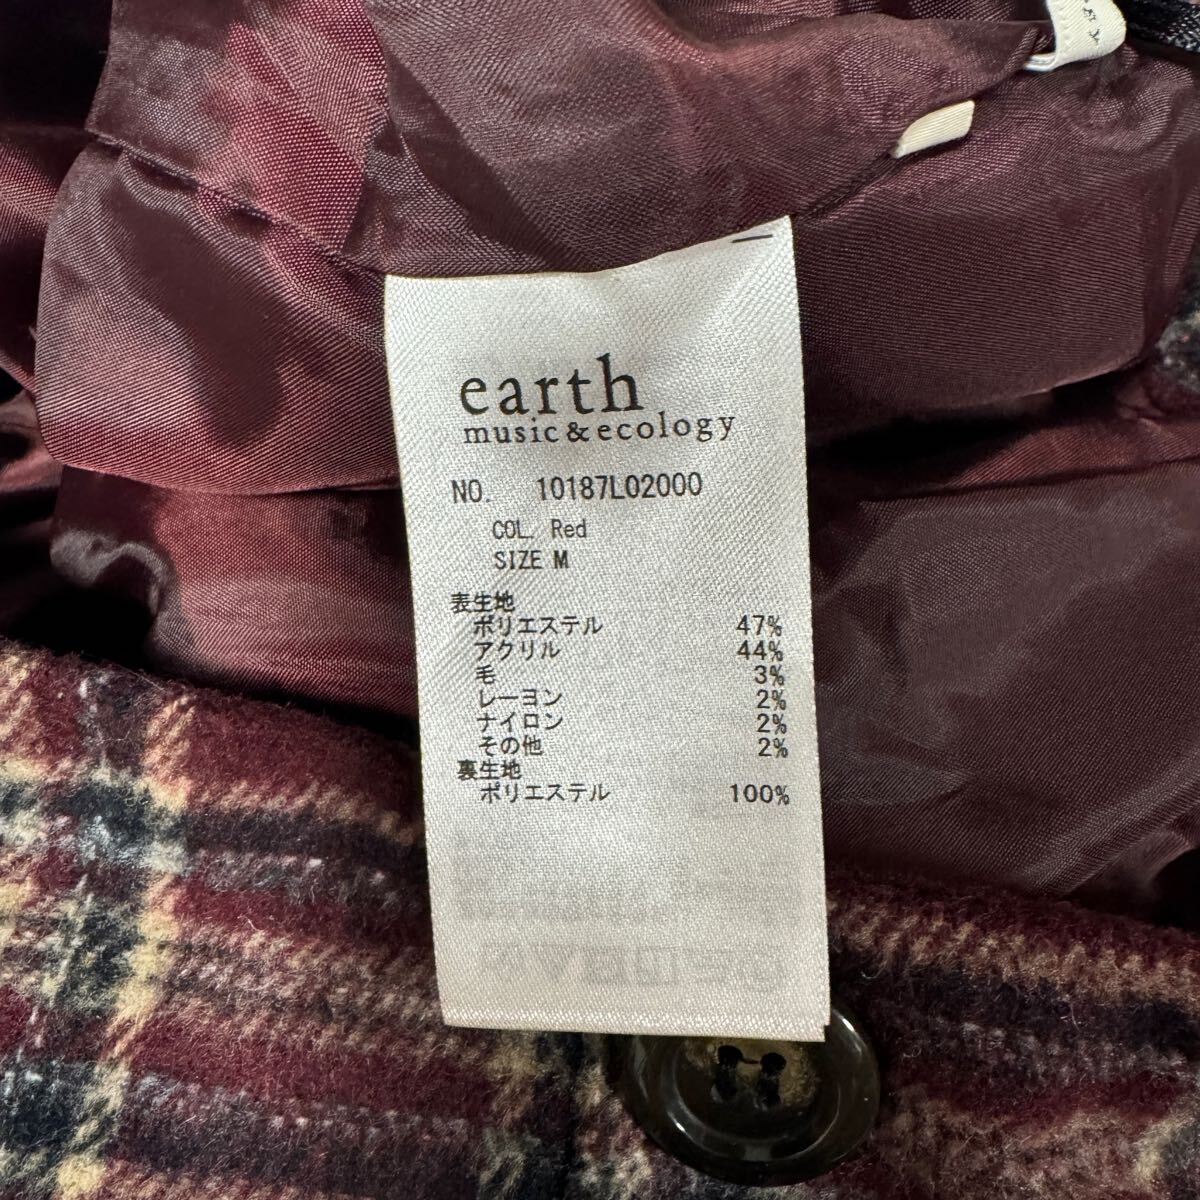 earth
music&ecology
NO. 10187L02000
COL. Red
SIZE M
表生地
ポリエステル 47%
アクリル 44%
毛 3%
レーヨン 2%
ナイロン 2%
その他 2%
裏生地
ポリエステル 100%